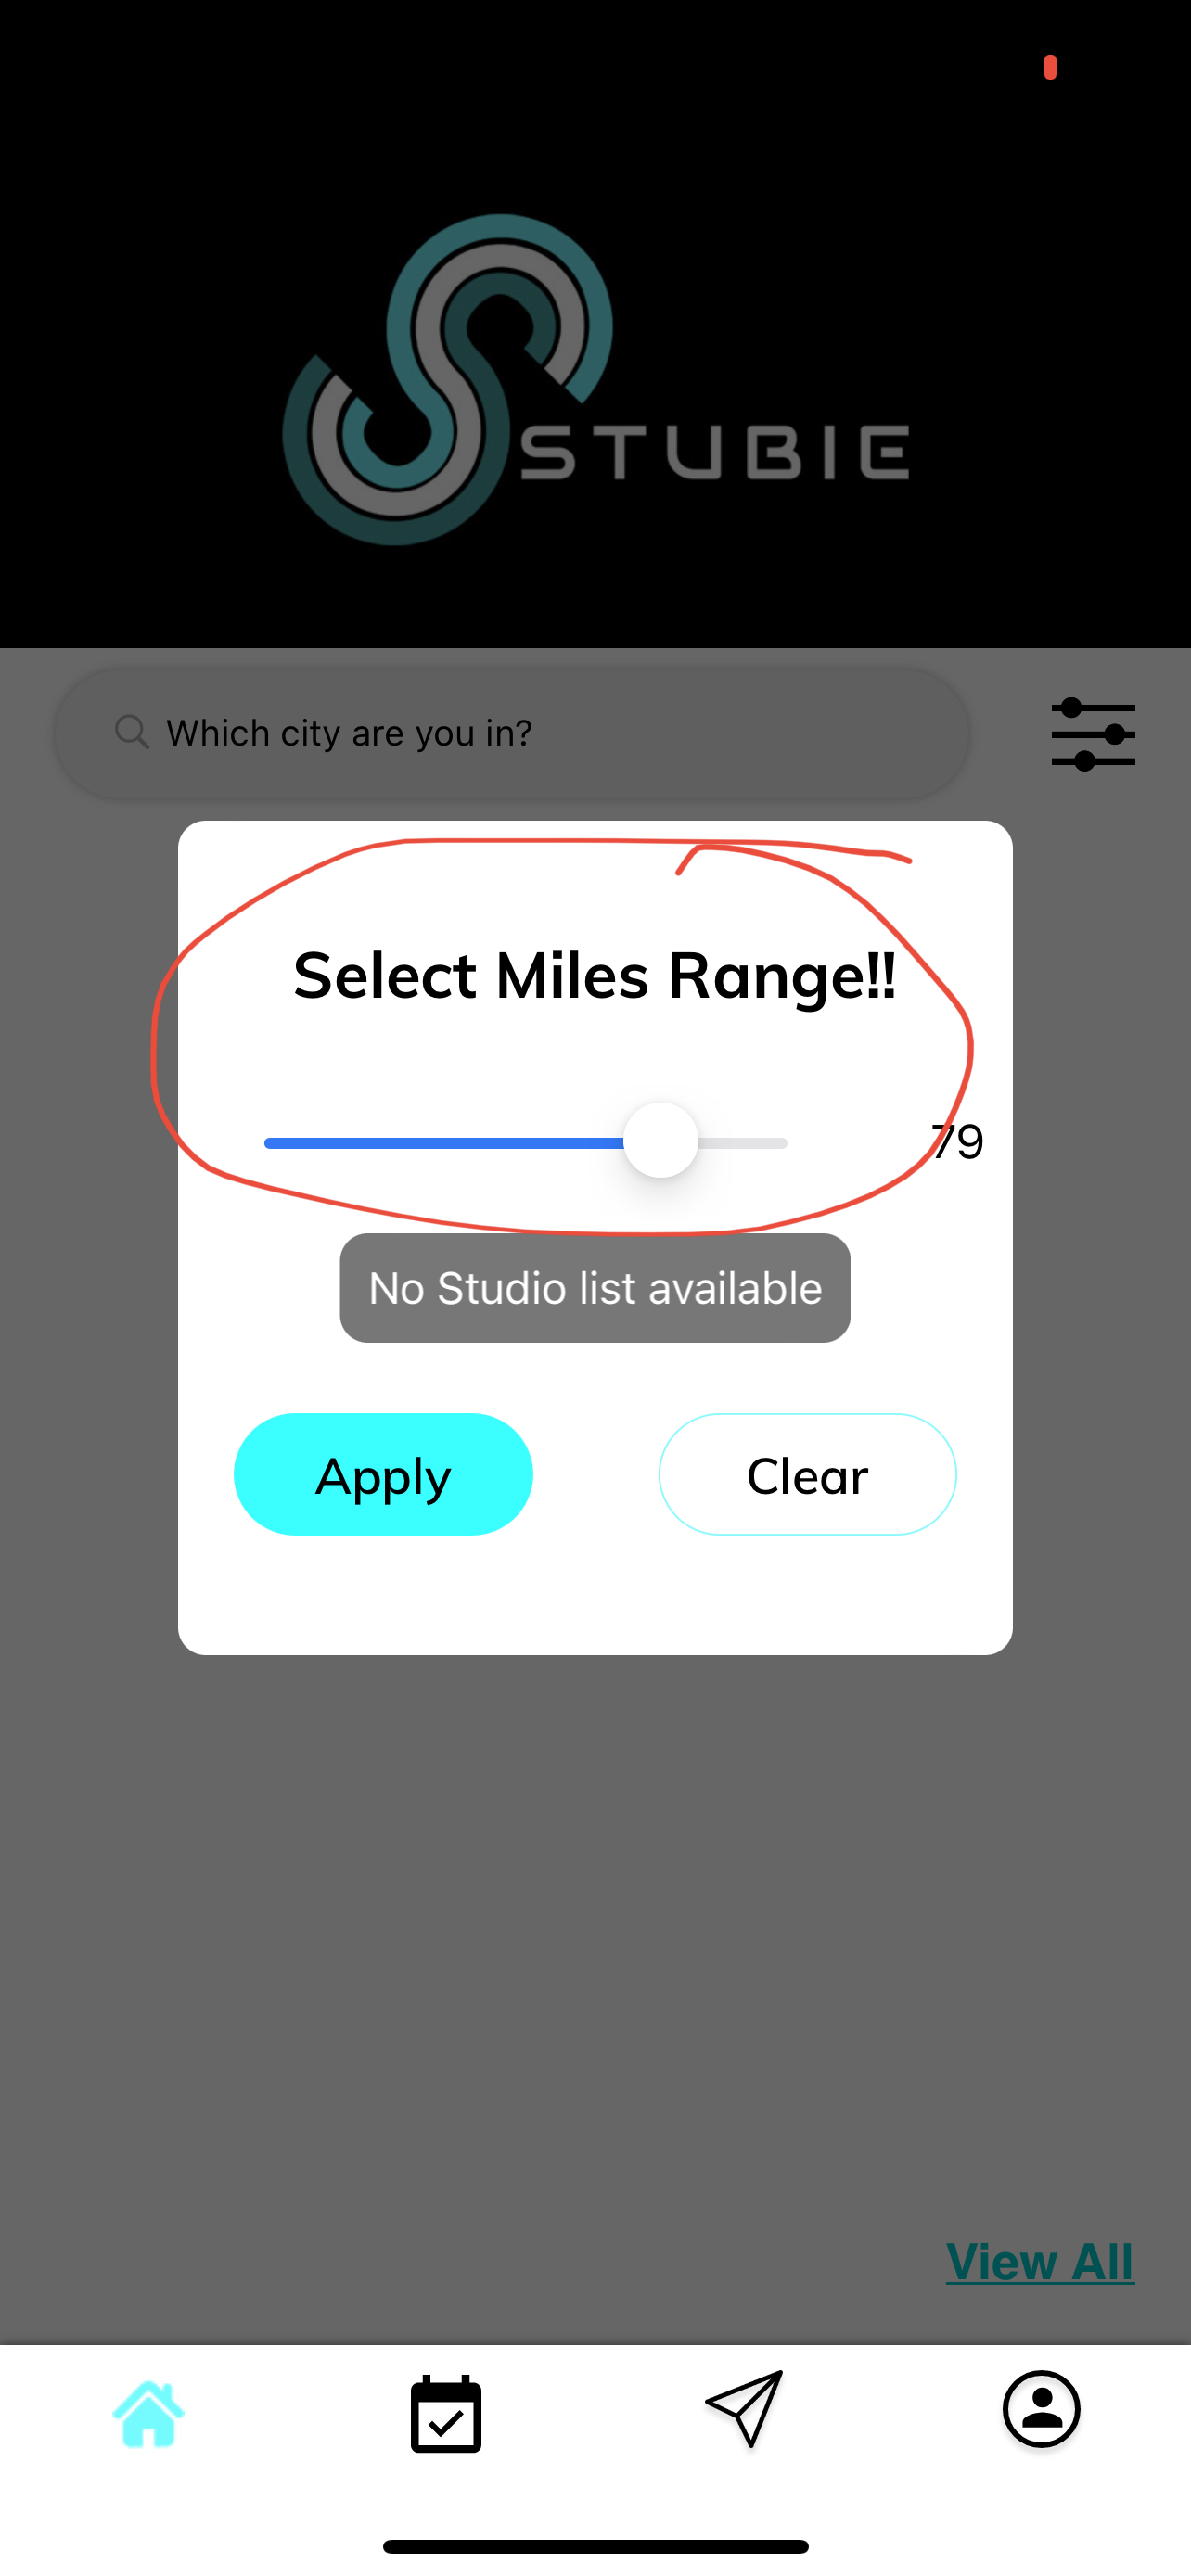 STUBIE
Which city are you in?
Select Miles Range!!
79
No Studio list available
Apply
Clear
View All